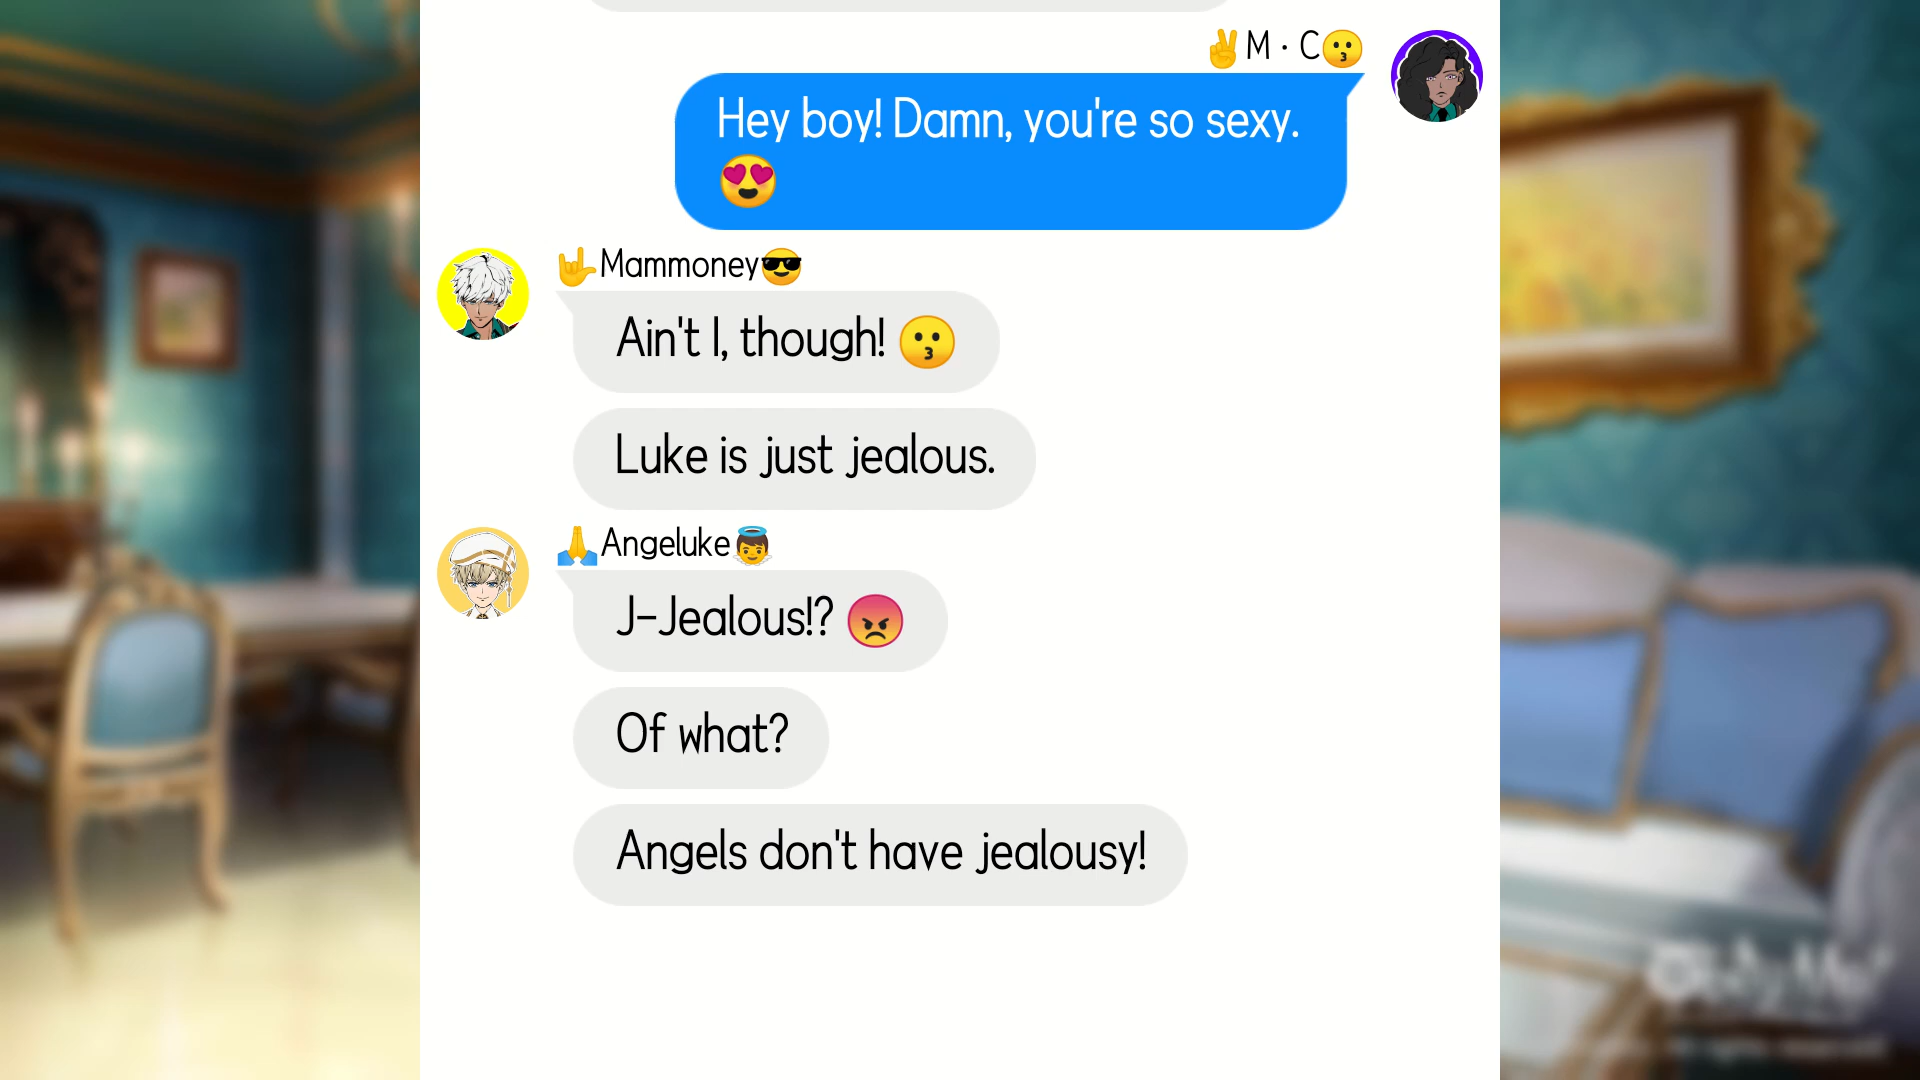 ✌️M · C😗
Hey boy! Damn, you're so sexy.
😍
🤟Mammoney😎
Ain't I, though! 😗
Luke is just jealous.
🙏Angeluke👼
J-Jealous!? 😡
Of what?
Angels don't have jealousy!